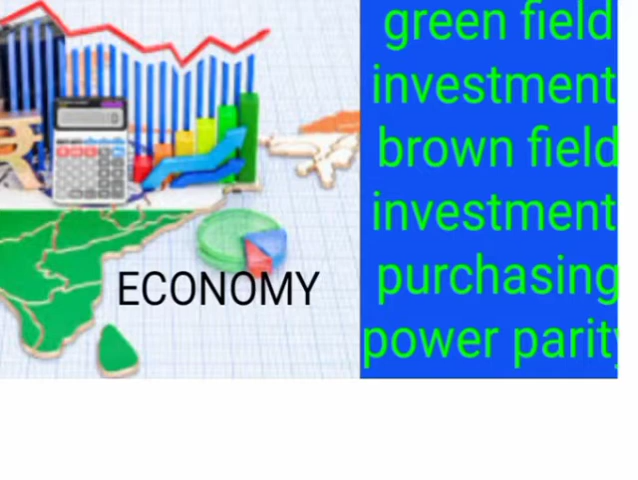 green field
investment
brown field
investment
purchasing
power parity
ECONOMY